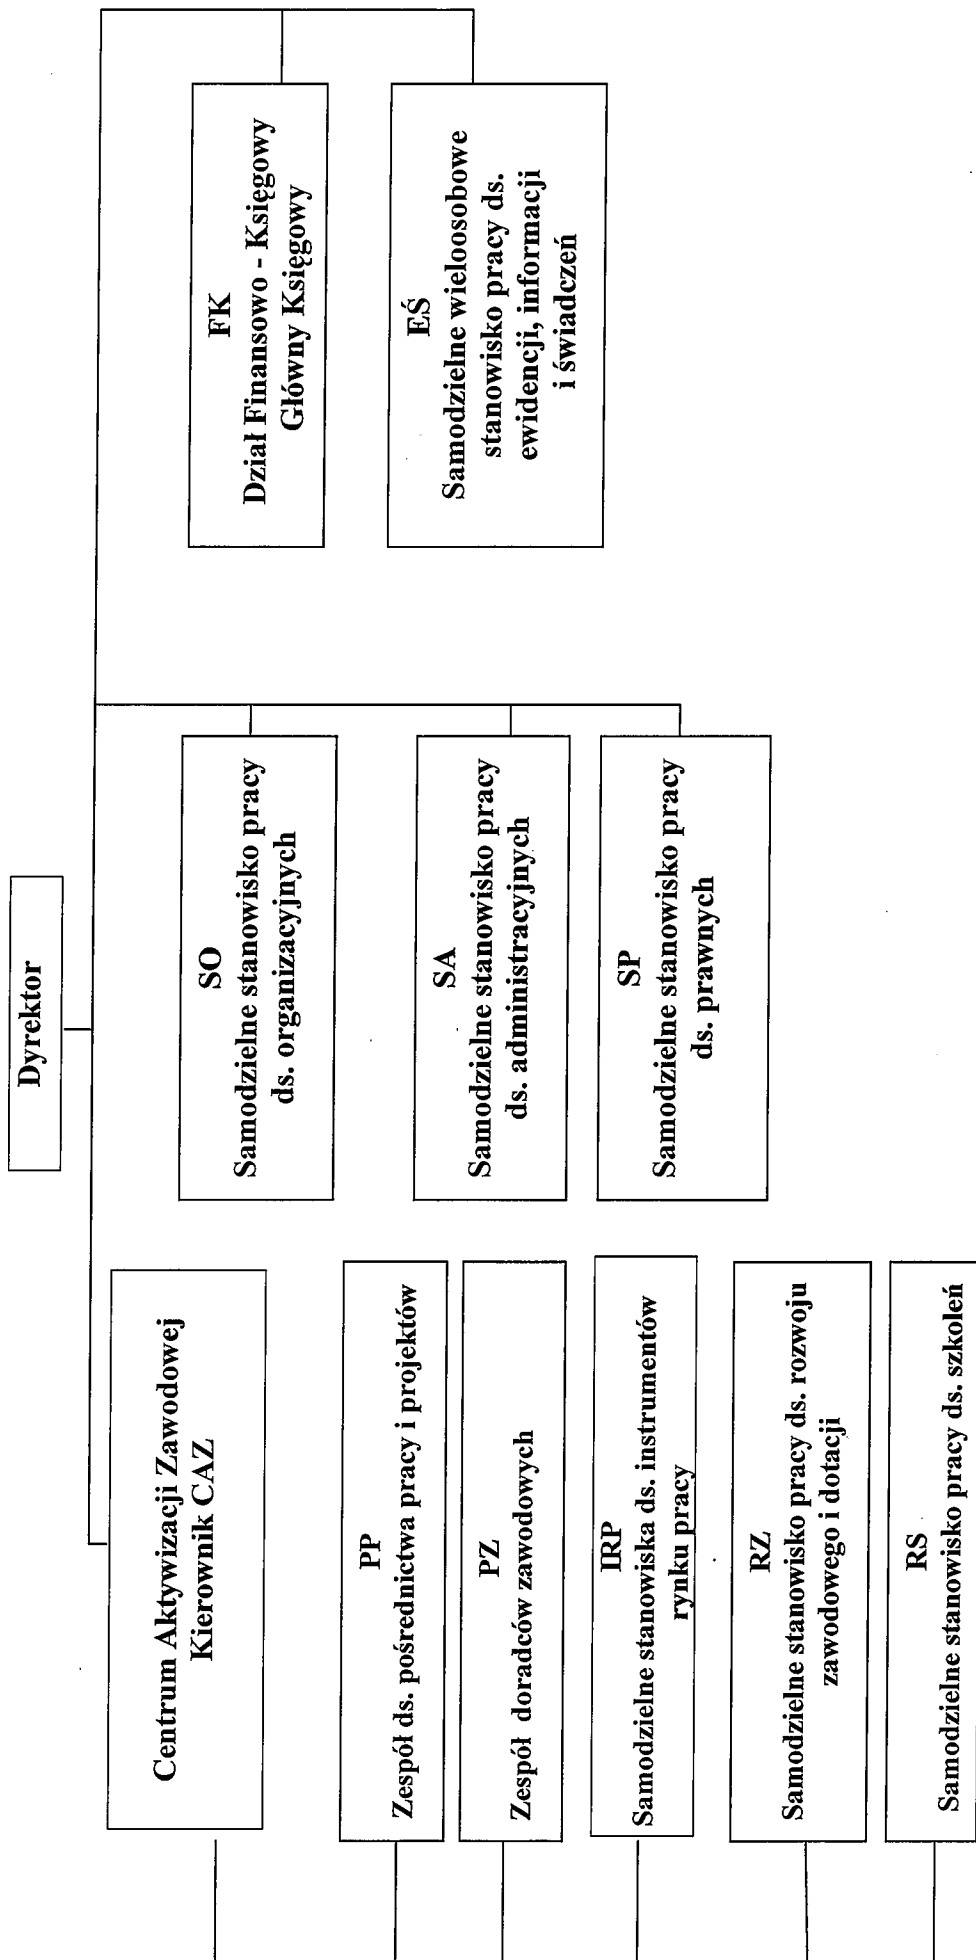 Dyrektor
Centrum Aktywizacji Zawodowej
Kierownik CAZ
PP
Zespół ds. pośrednictwa pracy i projektów
PZ
Zespół doradców zawodowych
IRP
Samodzielne stanowiska ds. instrumentów
rynku pracy
RZ
Samodzielne stanowisko pracy ds. rozwoju
zawodowego i dotacji
RS
Samodzielne stanowisko pracy ds. szkoleń
SO
Samodzielne stanowisko pracy
ds. organizacyjnych
SA
Samodzielne stanowisko pracy
ds. administracyjnych
SP
Samodzielne stanowisko pracy
ds. prawnych
FK
Dział Finansowo - Księgowy
Główny Księgowy
EŚ
Samodzielne wieloosobowe
stanowisko pracy ds.
ewidencji, informacji
i świadczeń